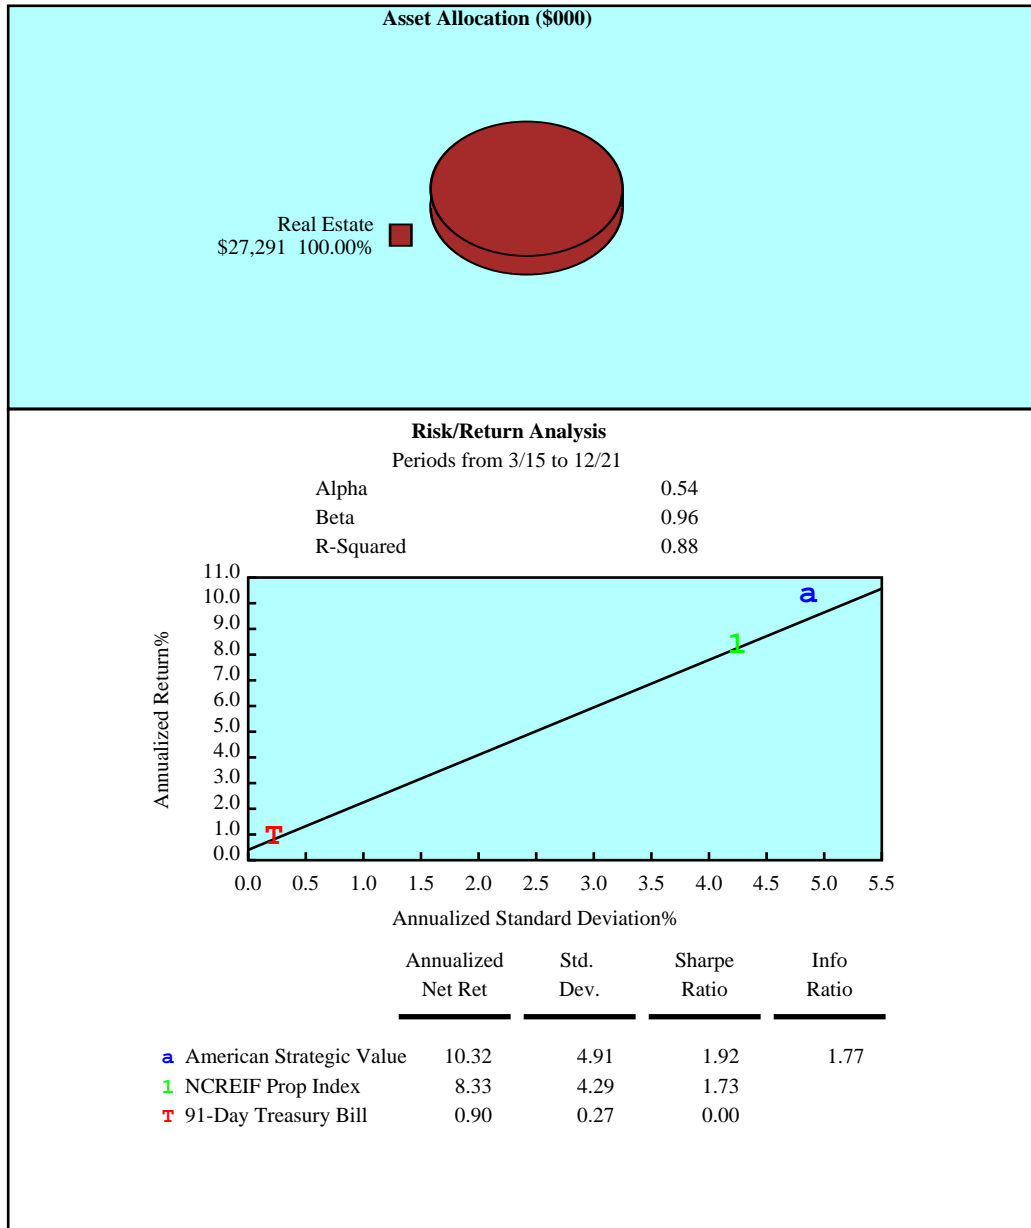 Asset Allocation ($000)
Real Estate
$27,291 100.00%
Risk/Return Analysis
Periods from 3/15 to 12/21
Alpha 0.54
Beta 0.96
R-Squared 0.88
11.0
10.0
9.0
8.0
7.0
6.0
5.0
4.0
3.0
2.0
1.0
0.0
Annualized Return%
a
1
T
0.0 0.5 1.0 1.5 2.0 2.5 3.0 3.5 4.0 4.5 5.0 5.5
Annualized Standard Deviation%
Annualized Std. Sharpe Info
Net Ret Dev. Ratio Ratio
a American Strategic Value 10.32 4.91 1.92 1.77
1 NCREIF Prop Index 8.33 4.29 1.73
T 91-Day Treasury Bill 0.90 0.27 0.00